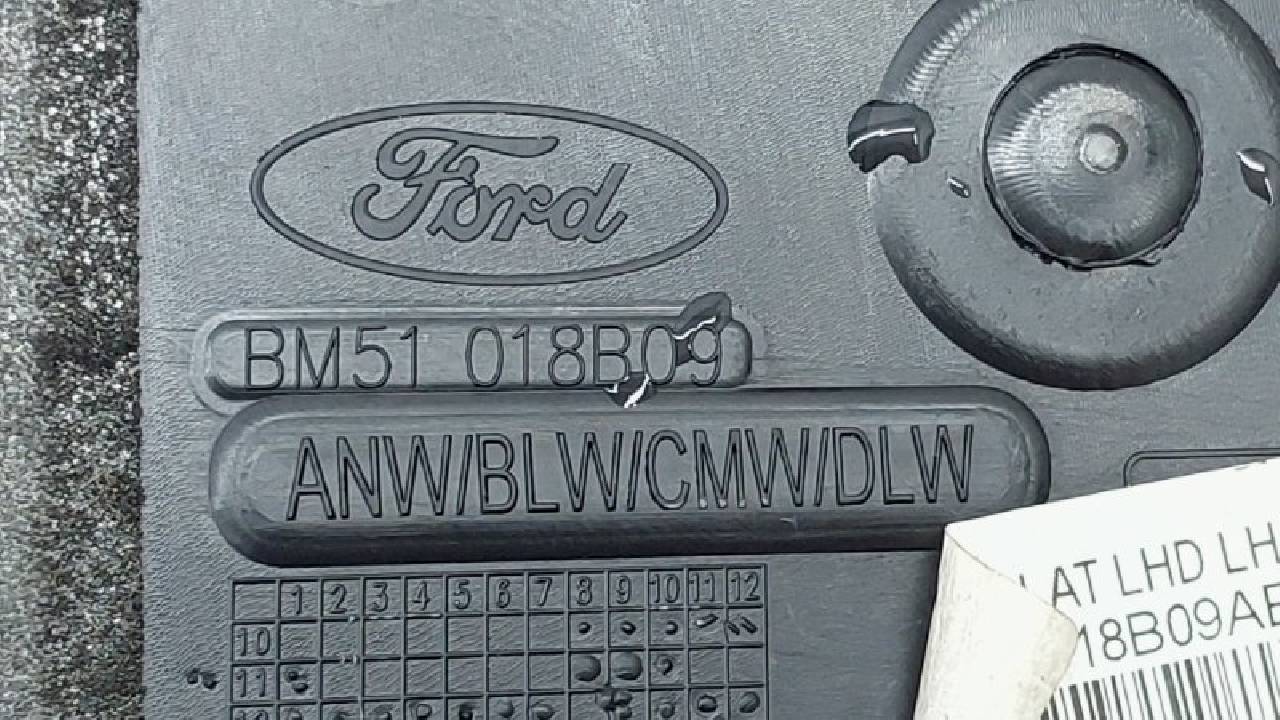 Ford
BM51 018B09
ANW/BLW/CMW/DLW
1 2 3 4 5 6 7 8 9 10 11 12
10
11
AT LHD LH
18B09AE